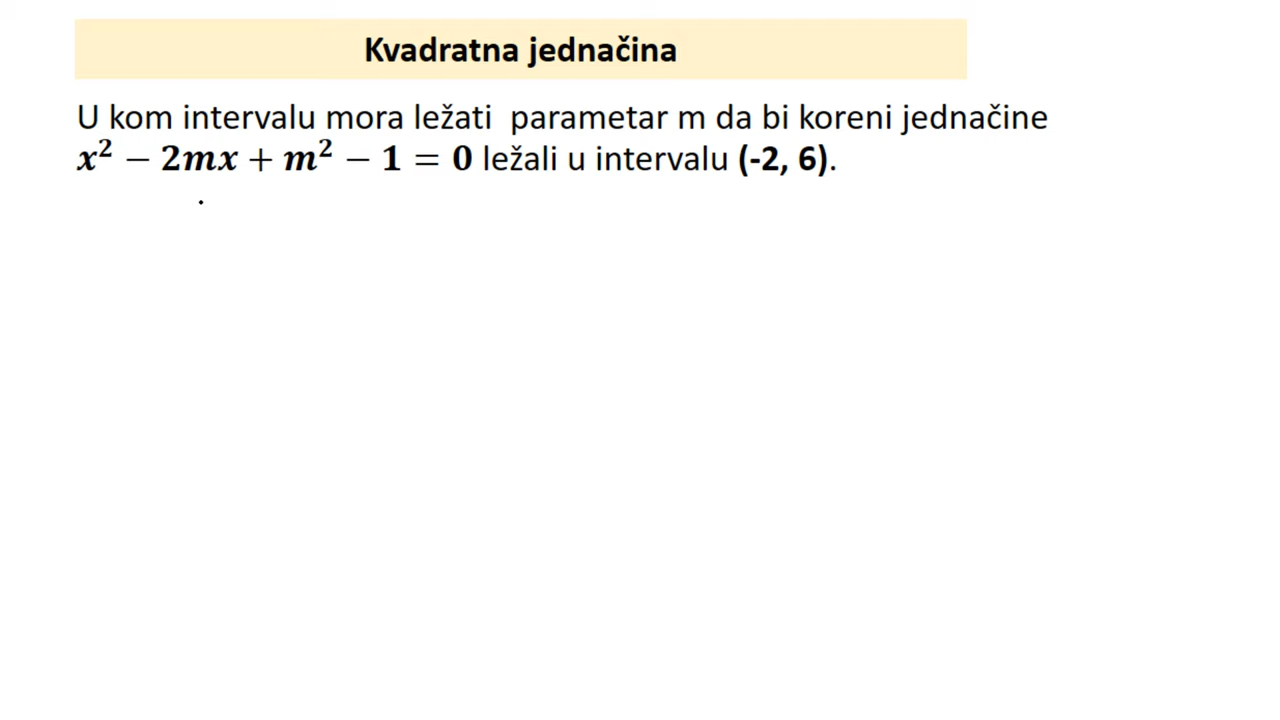 Kvadratna jednačina
U kom intervalu mora ležati parametar m da bi koreni jednačine
x² − 2mx + m² − 1 = 0 ležali u intervalu (-2, 6).